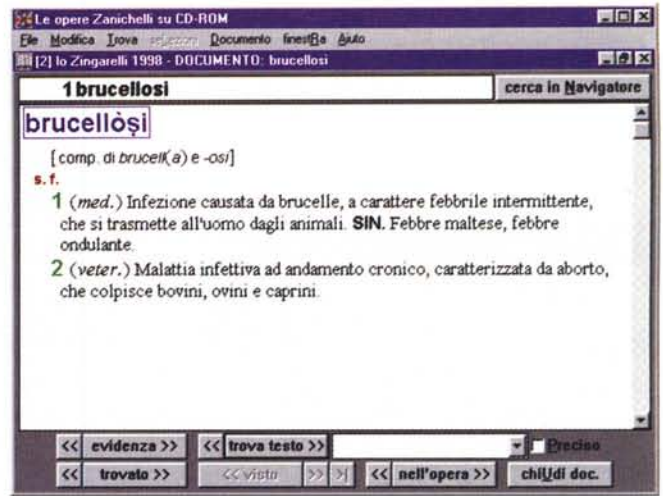 Le opere Zanichelli su CD-ROM
File Modifica Trova selezioni Documento finestRa Aiuto
[2] lo Zingarelli 1998 - DOCUMENTO: brucellosi
1 brucellosi cerca in Navigatore
brucellòṣi
[comp. di brucell(a) e -osi]
s. f.
1 (med.) Infezione causata da brucelle, a carattere febbrile intermittente,
che si trasmette all'uomo dagli animali. SIN. Febbre maltese, febbre
ondulante.
2 (veter.) Malattia infettiva ad andamento cronico, caratterizzata da aborto,
che colpisce bovini, ovini e caprini.
<< evidenza >> << trova testo >> Preciso
<< trovato >> << visto >> >| << nell'opera >> chiUdi doc.